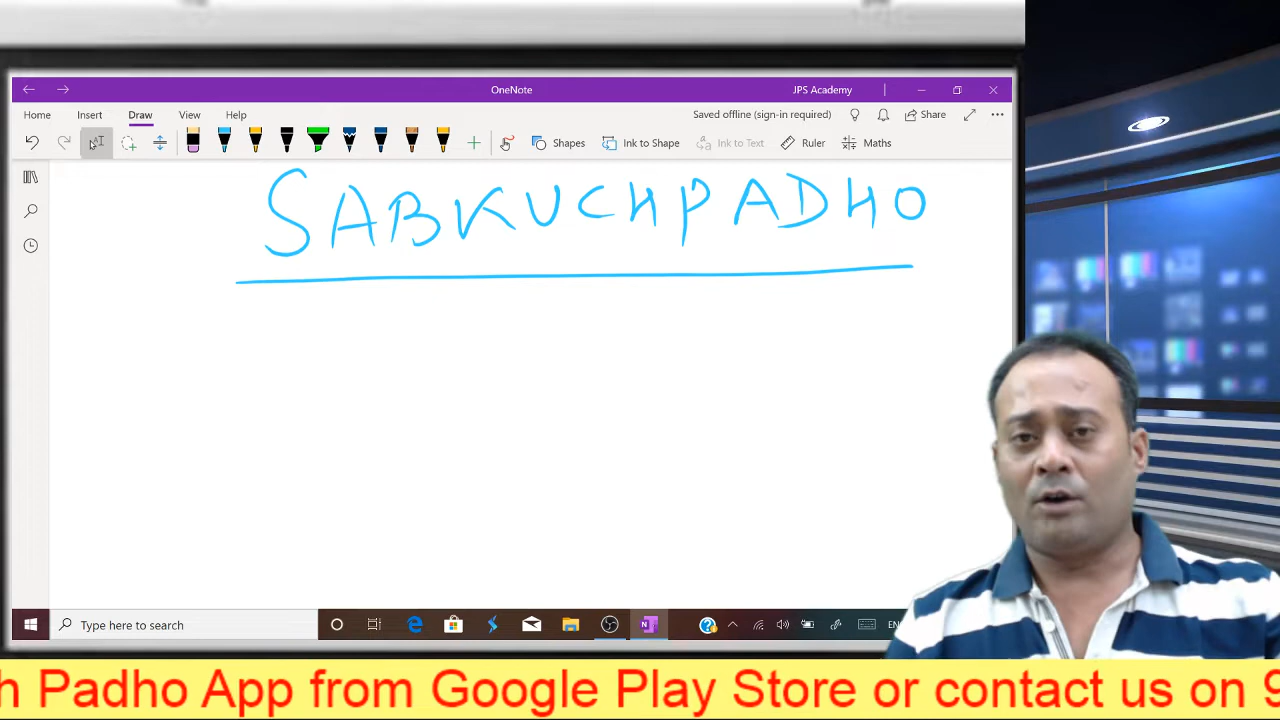 OneNote
JPS Academy
Home Insert Draw View Help
Saved offline (sign-in required) Share
Shapes Ink to Shape Ink to Text Ruler Maths
SABKUCHPADHO
Type here to search
EN
h Padho App from Google Play Store or contact us on 9